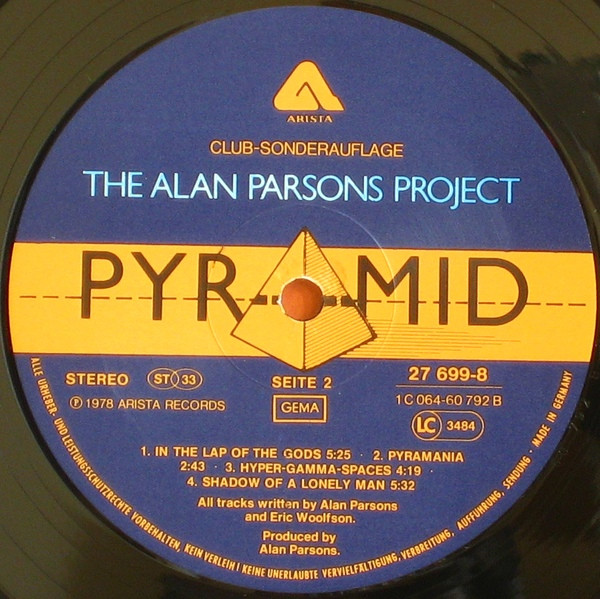 ARISTA
CLUB-SONDERAUFLAGE
THE ALAN PARSONS PROJECT
PYRAMID
STEREO ST 33 SEITE 2 27 699-8
Ⓟ 1978 ARISTA RECORDS GEMA 1C 064-60 792 B
LC 3484
1. IN THE LAP OF THE GODS 5:25 · 2. PYRAMANIA
2:43 · 3. HYPER-GAMMA-SPACES 4:19 ·
4. SHADOW OF A LONELY MAN 5:32
All tracks written by Alan Parsons
and Eric Woolfson.
Produced by
Alan Parsons.
ALLE URHEBER- UND LEISTUNGSSCHUTZRECHTE VORBEHALTEN, KEIN VERLEIH! KEINE UNERLAUBTE VERVIELFÄLTIGUNG, VERBREITUNG, AUFFÜHRUNG, SENDUNG · MADE IN GERMANY